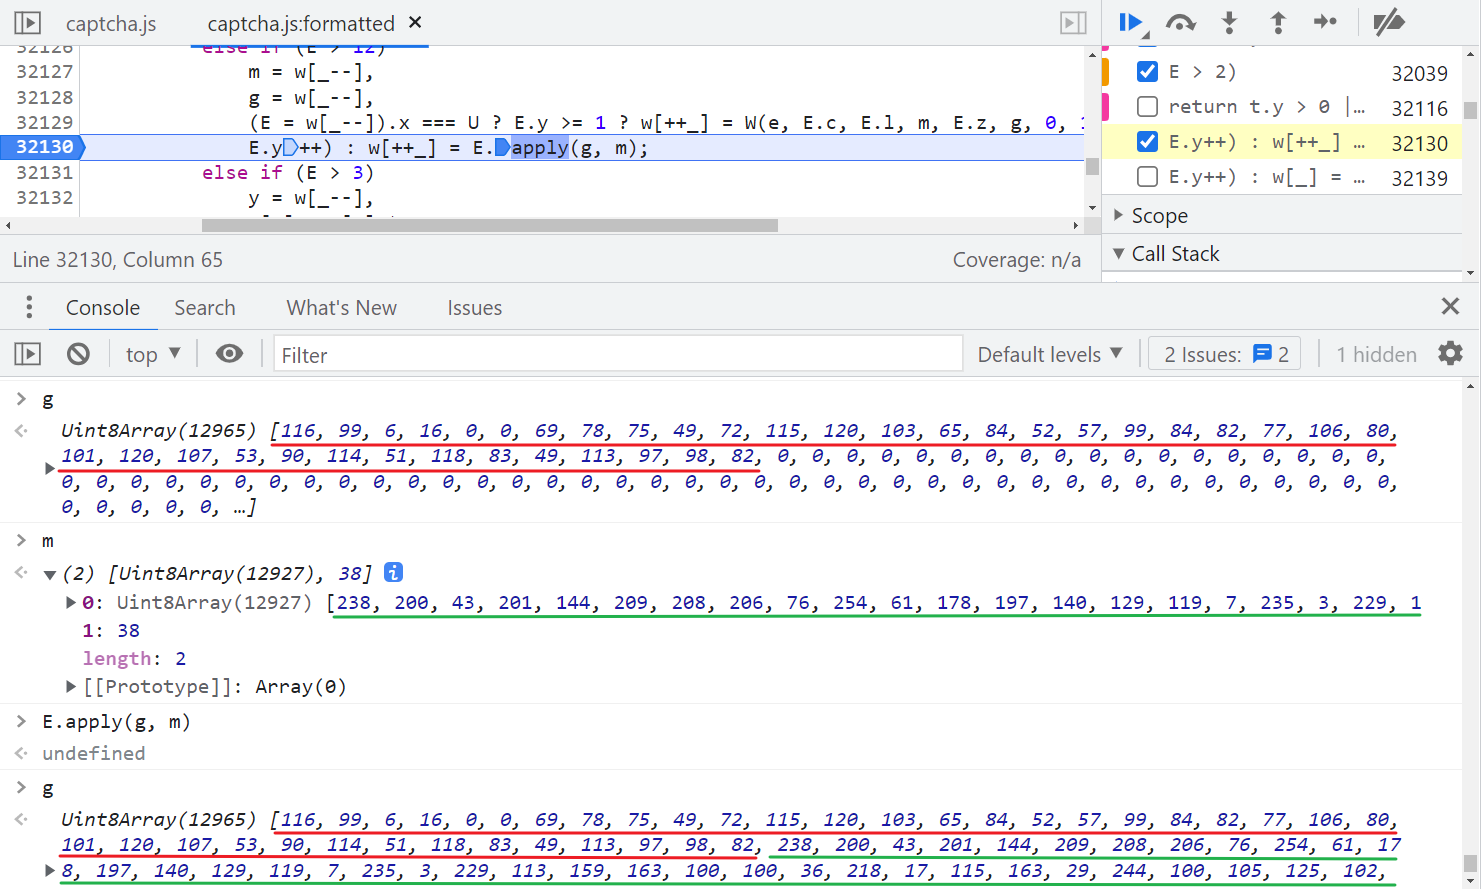 captcha.js captcha.js:formatted ×
32126 else if (E > 12)
32127 m = w[_--],
32128 g = w[_--],
32129 (E = w[_--]).x === U ? E.y >= 1 ? w[++_] = W(e, E.c, E.l, m, E.z, g, 0,
32130 E.y++) : w[++_] = E.apply(g, m);
32131 else if (E > 3)
32132 y = w[_--],
Line 32130, Column 65 Coverage: n/a
E > 2) 32039
return t.y > 0 |… 32116
E.y++) : w[++_] … 32130
E.y++) : w[_] = … 32139
Scope
Call Stack
Console Search What's New Issues
top Filter Default levels 2 Issues: 2 1 hidden
> g
Uint8Array(12965) [116, 99, 6, 16, 0, 0, 69, 78, 75, 49, 72, 115, 120, 103, 65, 84, 52, 57, 99, 84, 82, 77, 106, 80,
101, 120, 107, 53, 90, 114, 51, 118, 83, 49, 113, 97, 98, 82, 0, 0, 0, 0, 0, 0, 0, 0, 0, 0, 0, 0, 0, 0, 0, 0, 0, 0,
0, 0, 0, 0, 0, 0, 0, 0, 0, 0, 0, 0, 0, 0, 0, 0, 0, 0, 0, 0, 0, 0, 0, 0, 0, 0, 0, 0, 0, 0, 0, 0, 0, 0, 0, 0, 0, 0, 0,
0, 0, 0, 0, 0, …]
> m
(2) [Uint8Array(12927), 38]
0: Uint8Array(12927) [238, 200, 43, 201, 144, 209, 208, 206, 76, 254, 61, 178, 197, 140, 129, 119, 7, 235, 3, 229, 1
1: 38
length: 2
[[Prototype]]: Array(0)
> E.apply(g, m)
undefined
> g
Uint8Array(12965) [116, 99, 6, 16, 0, 0, 69, 78, 75, 49, 72, 115, 120, 103, 65, 84, 52, 57, 99, 84, 82, 77, 106, 80,
101, 120, 107, 53, 90, 114, 51, 118, 83, 49, 113, 97, 98, 82, 238, 200, 43, 201, 144, 209, 208, 206, 76, 254, 61, 17
8, 197, 140, 129, 119, 7, 235, 3, 229, 113, 159, 163, 100, 100, 36, 218, 17, 115, 163, 29, 244, 100, 105, 125, 102,